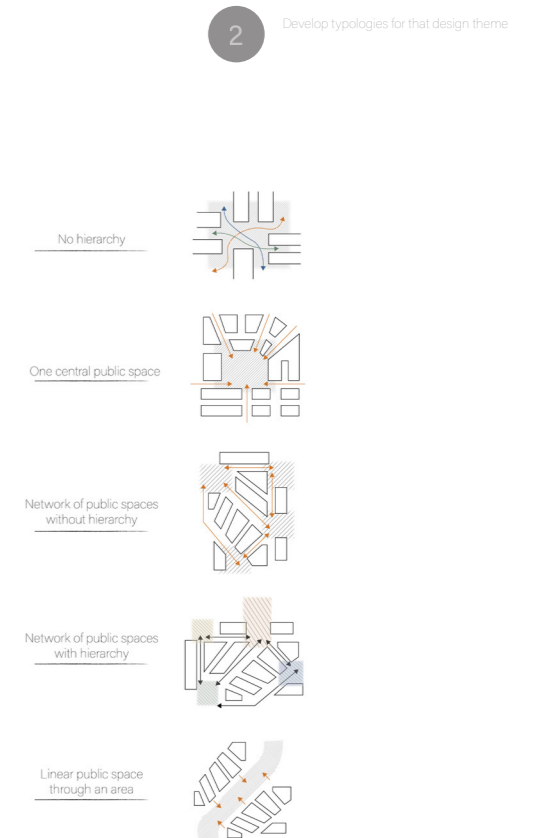 2
Develop typologies for that design theme
No hierarchy
One central public space
Network of public spaces
without hierarchy
Network of public spaces
with hierarchy
Linear public space
through an area